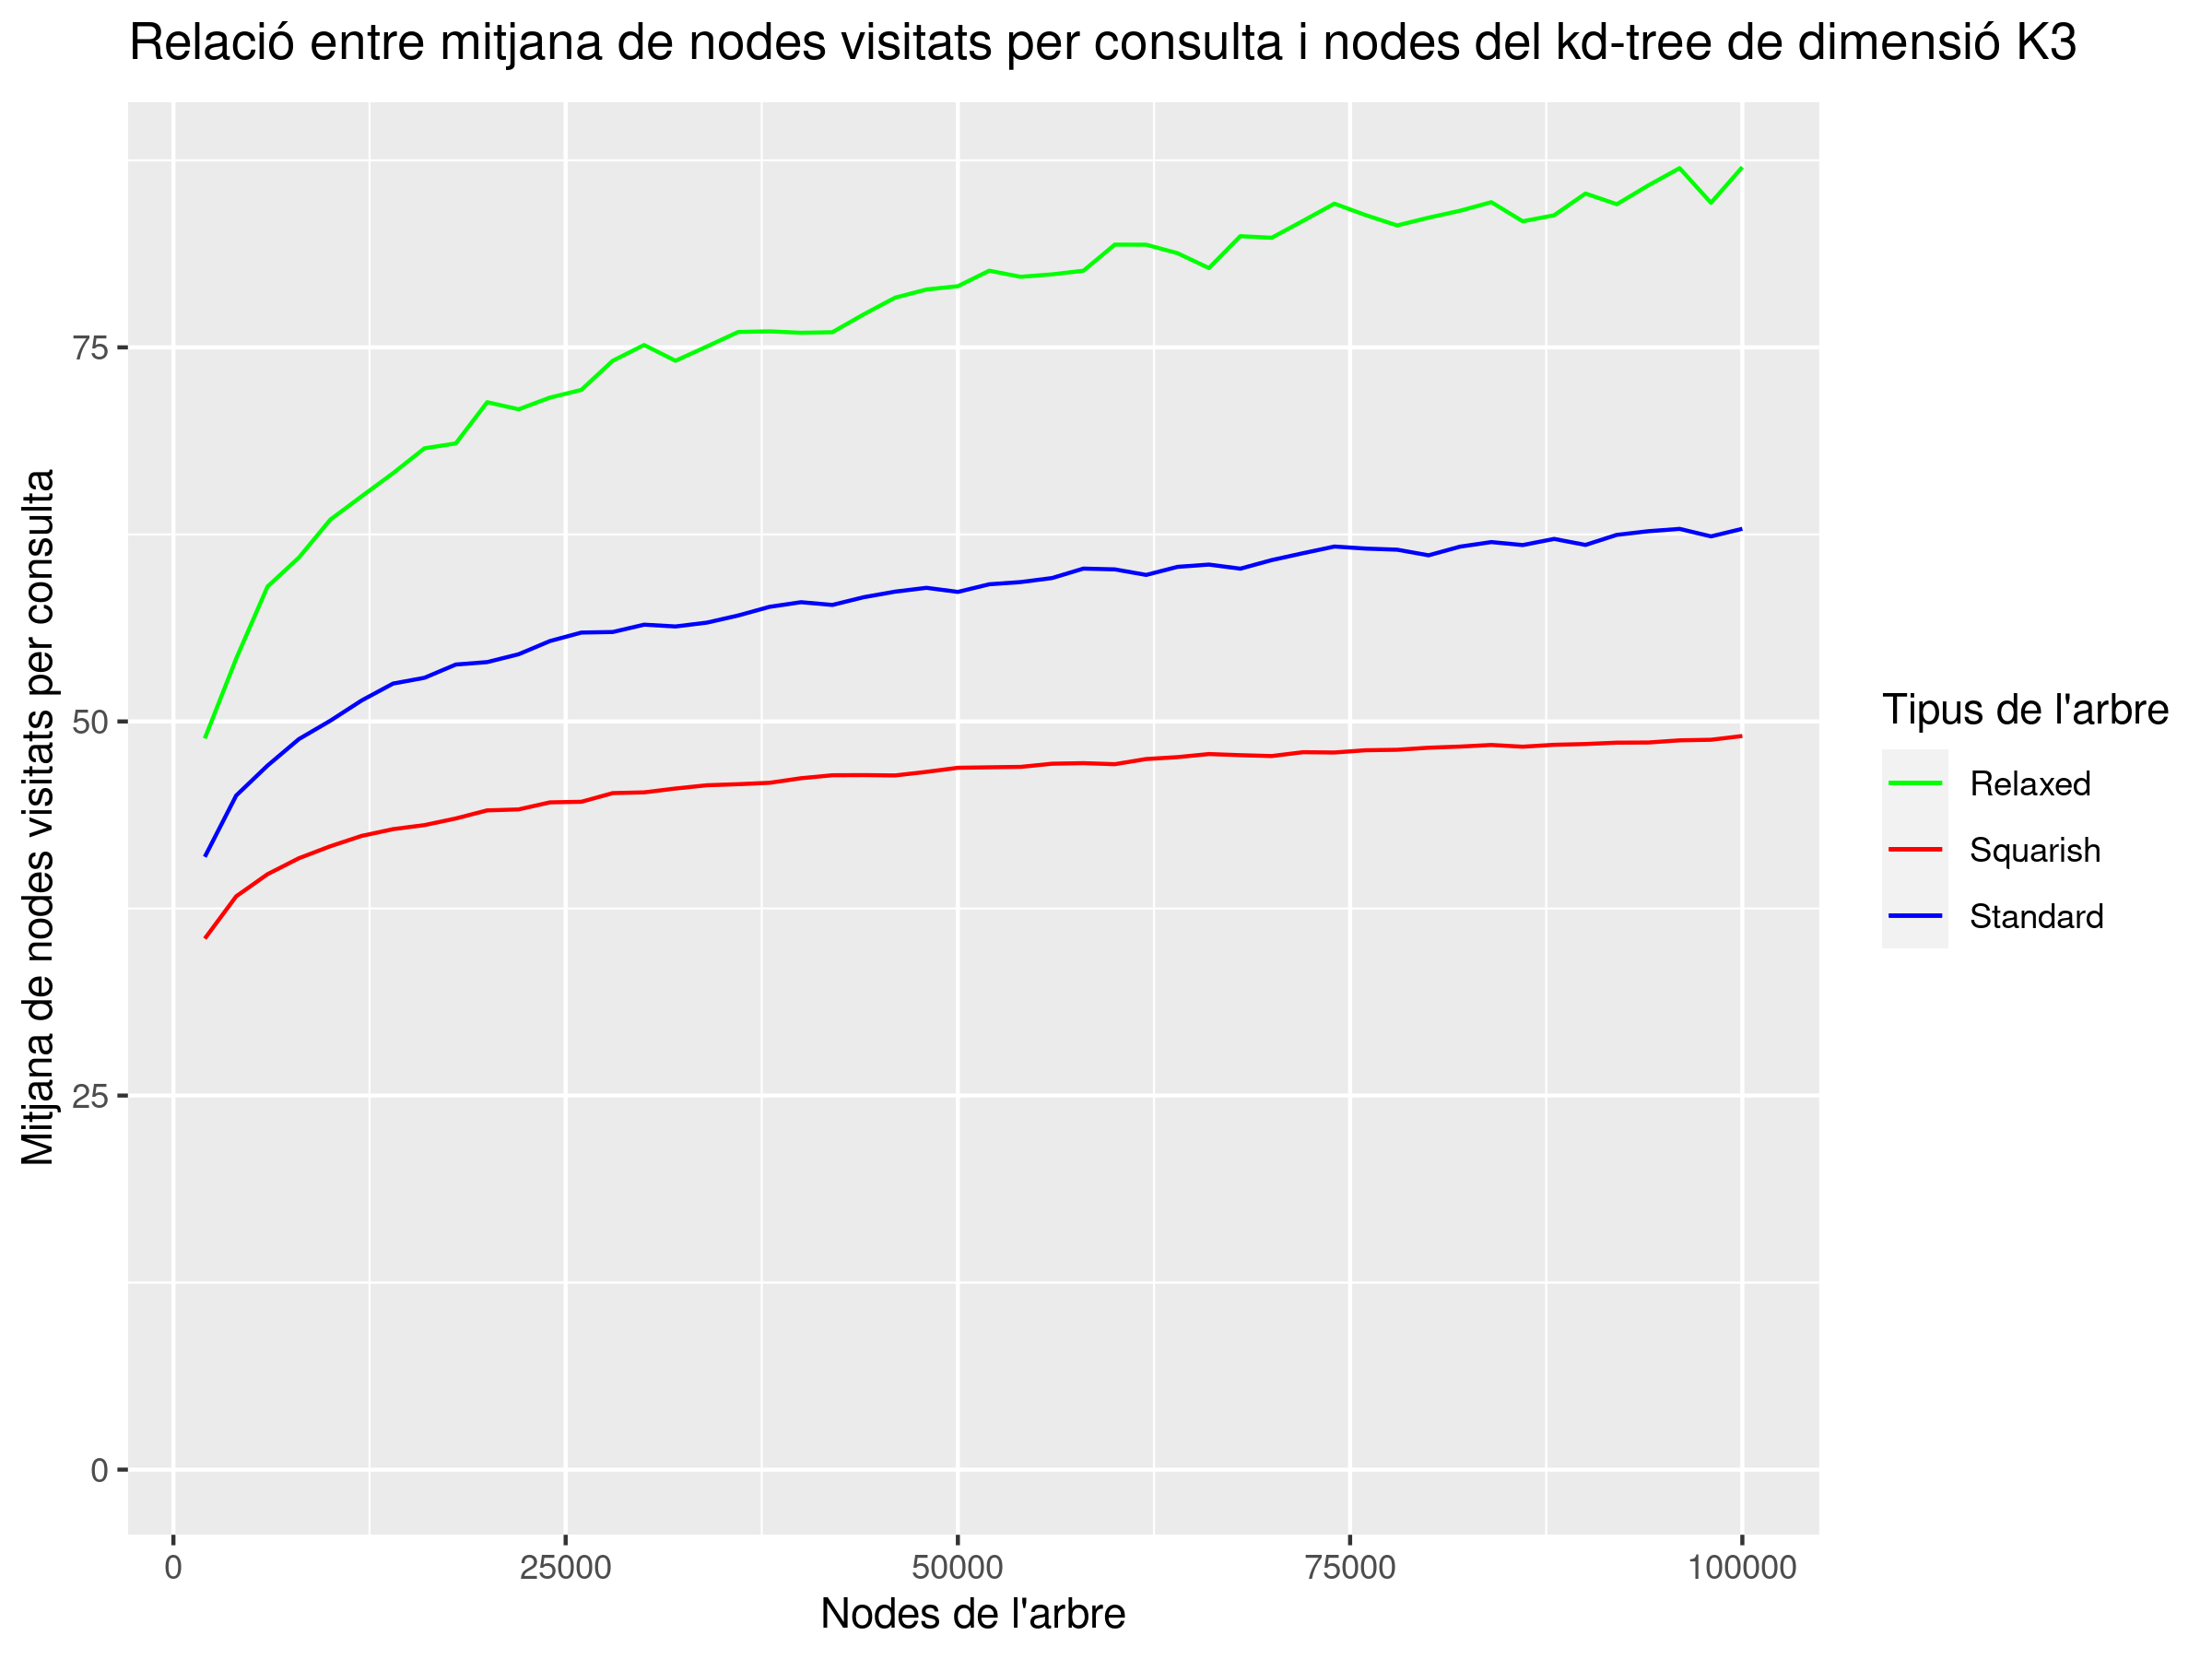 Relació entre mitjana de nodes visitats per consulta i nodes del kd-tree de dimensió K3
Mitjana de nodes visitats per consulta
75
50
25
0
0
25000
50000
75000
100000
Nodes de l'arbre
Tipus de l'arbre
Relaxed
Squarish
Standard